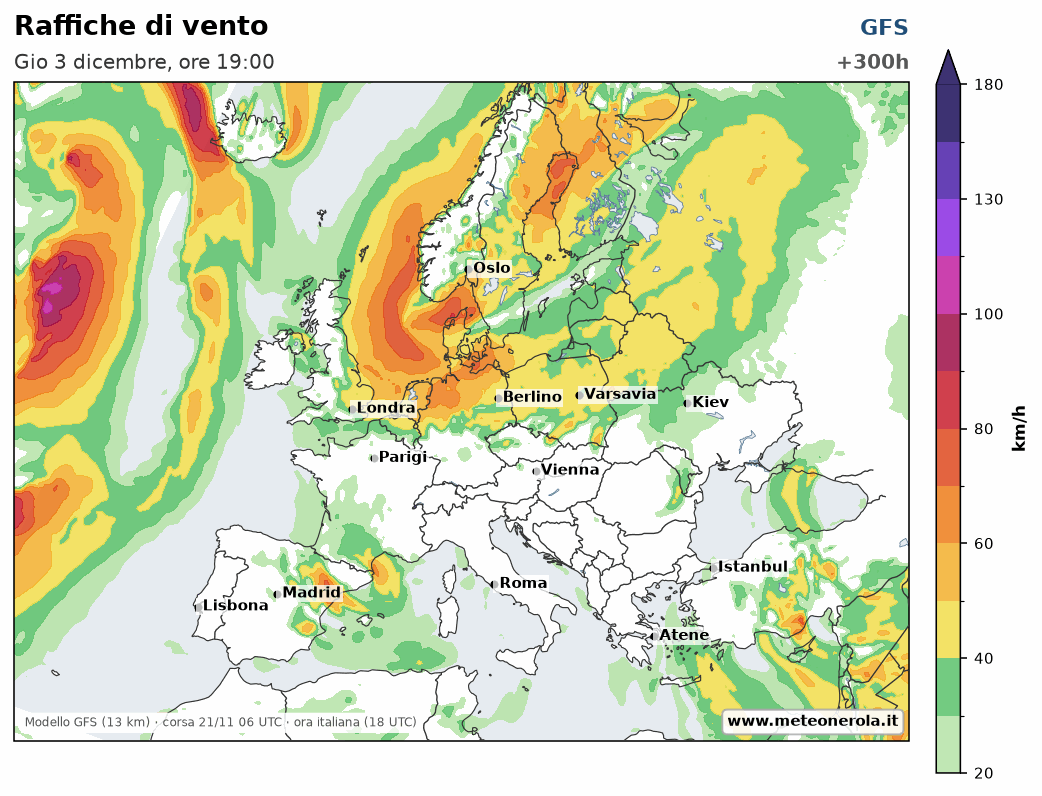 Raffiche di vento
GFS
Gio 3 dicembre, ore 19:00
+300h
180
130
100
80
60
40
20
km/h
Oslo
Londra
Berlino
Varsavia
Kiev
Parigi
Vienna
Istanbul
Roma
Madrid
Lisbona
Atene
Modello GFS (13 km) · corsa 21/11 06 UTC · ora italiana (18 UTC)
www.meteonerola.it